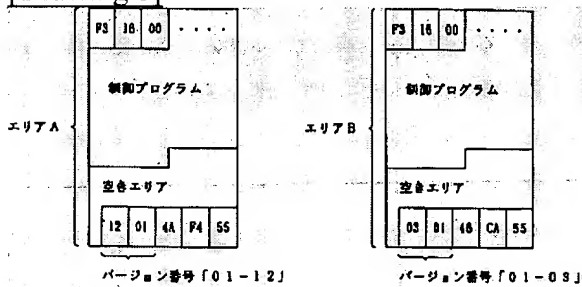 F3 16 00 ・・・・
制御プログラム
エリアA
空きエリア
12 01 4A F4 55
バージョン番号「01-12」
F3 16 00 ・・・・
制御プログラム
エリアB
空きエリア
03 01 46 CA 55
バージョン番号「01-03」